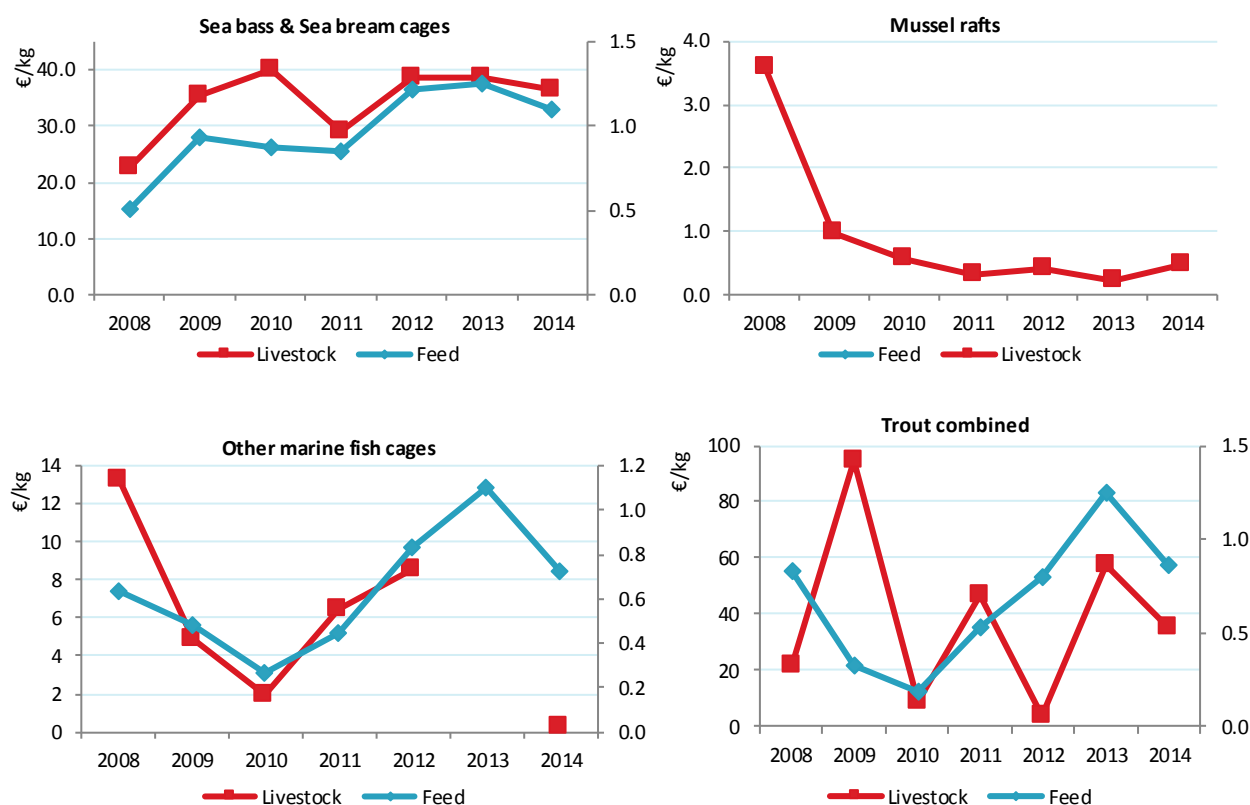 Sea bass & Sea bream cages
€/kg
40.0
30.0
20.0
10.0
0.0
1.5
1.0
0.5
0.0
2008 2009 2010 2011 2012 2013 2014
Livestock Feed
Mussel rafts
€/kg
4.0
3.0
2.0
1.0
0.0
2008 2009 2010 2011 2012 2013 2014
Feed Livestock
Other marine fish cages
€/kg
14
12
10
8
6
4
2
0
1.2
1.0
0.8
0.6
0.4
0.2
0.0
2008 2009 2010 2011 2012 2013 2014
Livestock Feed
Trout combined
€/kg
100
80
60
40
20
0
1.5
1.0
0.5
0.0
2008 2009 2010 2011 2012 2013 2014
Livestock Feed